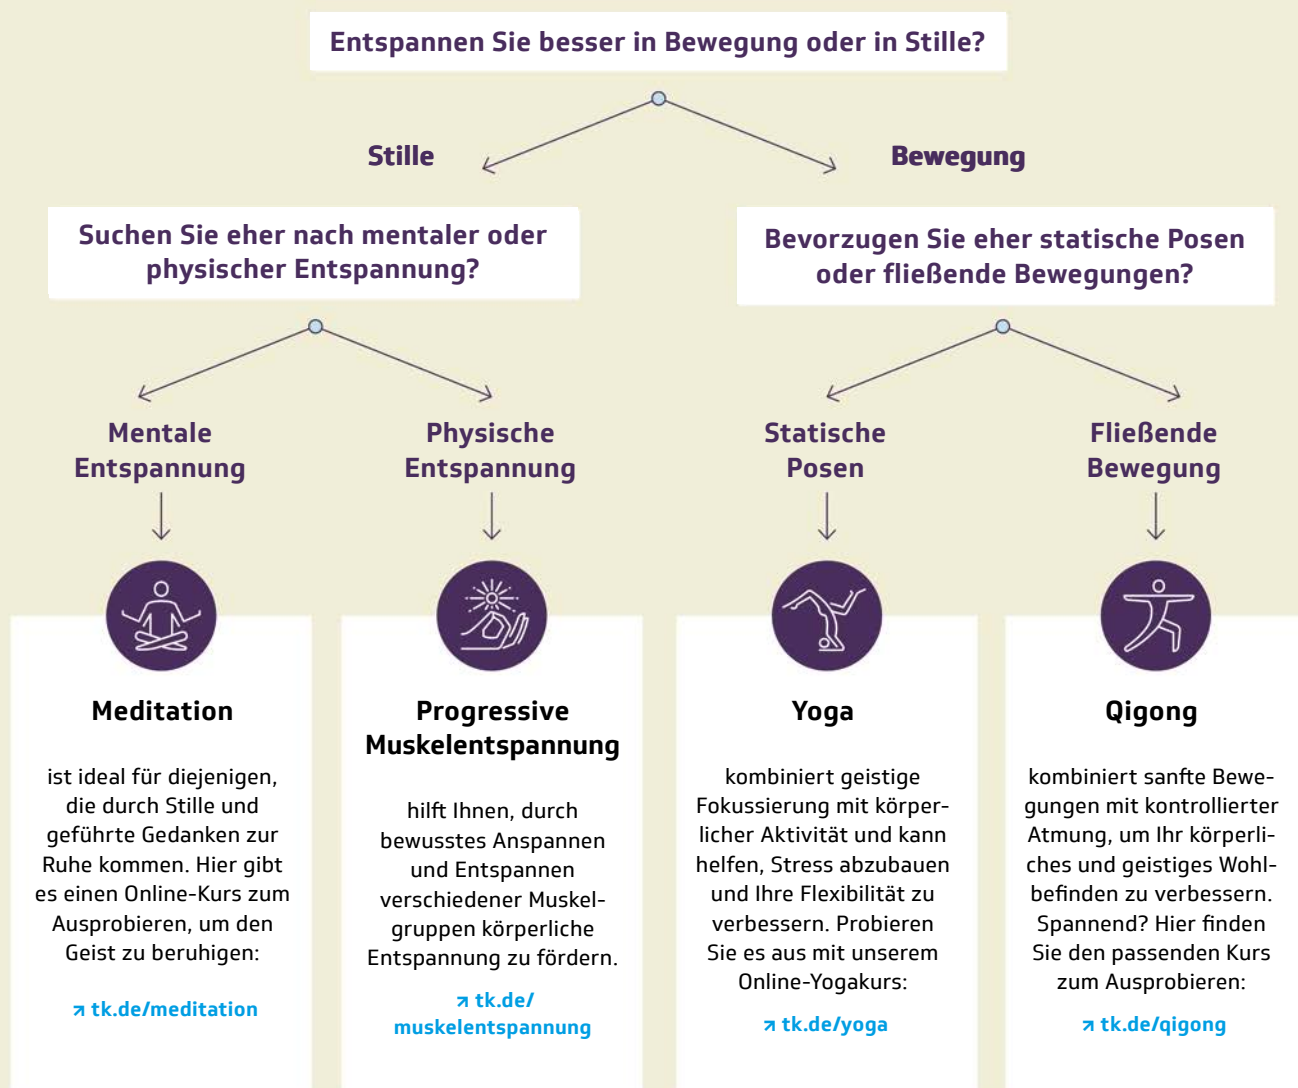 Entspannen Sie besser in Bewegung oder in Stille?
Stille
Bewegung
Suchen Sie eher nach mentaler oder
physischer Entspannung?
Bevorzugen Sie eher statische Posen
oder fließende Bewegungen?
Mentale
Entspannung
Physische
Entspannung
Statische
Posen
Fließende
Bewegung
Meditation
ist ideal für diejenigen,
die durch Stille und
geführte Gedanken zur
Ruhe kommen. Hier gibt
es einen Online-Kurs zum
Ausprobieren, um den
Geist zu beruhigen:
↗ tk.de/meditation
Progressive
Muskelentspannung
hilft Ihnen, durch
bewusstes Anspannen
und Entspannen
verschiedener Muskel-
gruppen körperliche
Entspannung zu fördern.
↗ tk.de/
muskelentspannung
Yoga
kombiniert geistige
Fokussierung mit körper-
licher Aktivität und kann
helfen, Stress abzubauen
und Ihre Flexibilität zu
verbessern. Probieren
Sie es aus mit unserem
Online-Yogakurs:
↗ tk.de/yoga
Qigong
kombiniert sanfte Bewe-
gungen mit kontrollierter
Atmung, um Ihr körperli-
ches und geistiges Wohl-
befinden zu verbessern.
Spannend? Hier finden
Sie den passenden Kurs
zum Ausprobieren:
↗ tk.de/qigong